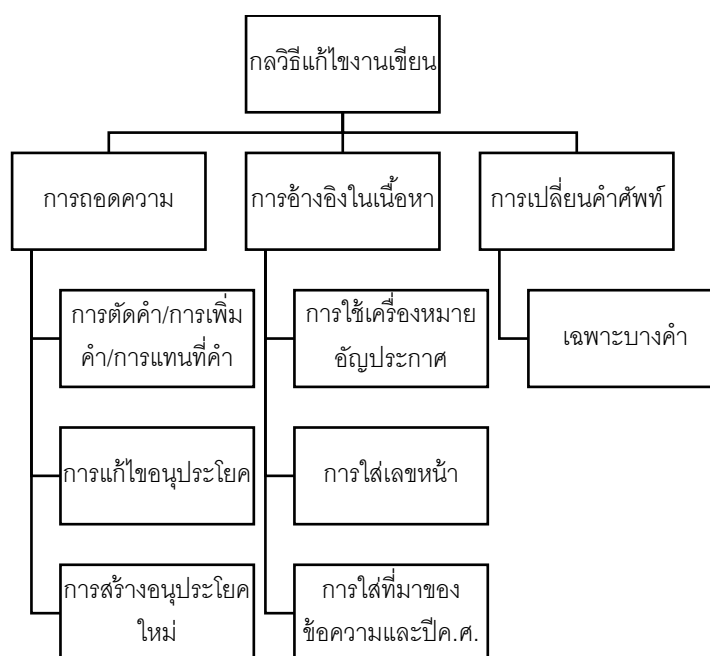 กลวิธีแก้ไขงานเขียน
การถอดความ
การอ้างอิงในเนื้อหา
การเปลี่ยนคำศัพท์
การตัดคำ/การเพิ่ม
คำ/การแทนที่คำ
การใช้เครื่องหมาย
อัญประกาศ
เฉพาะบางคำ
การแก้ไขอนุประโยค
การใส่เลขหน้า
การสร้างอนุประโยค
ใหม่
การใส่ที่มาของ
ข้อความและปีค.ศ.